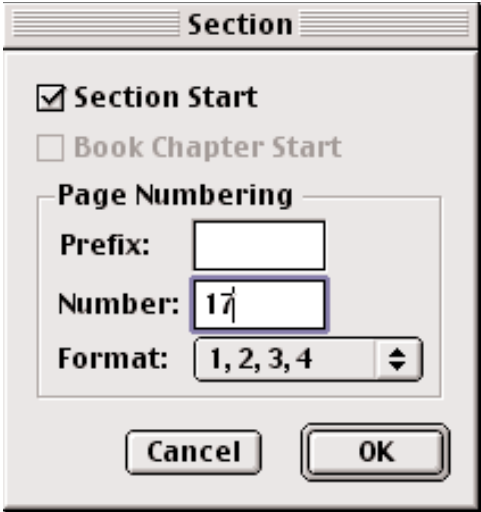 Section
Section Start
Book Chapter Start
Page Numbering
Prefix:
Number: 17
Format: 1, 2, 3, 4
Cancel OK